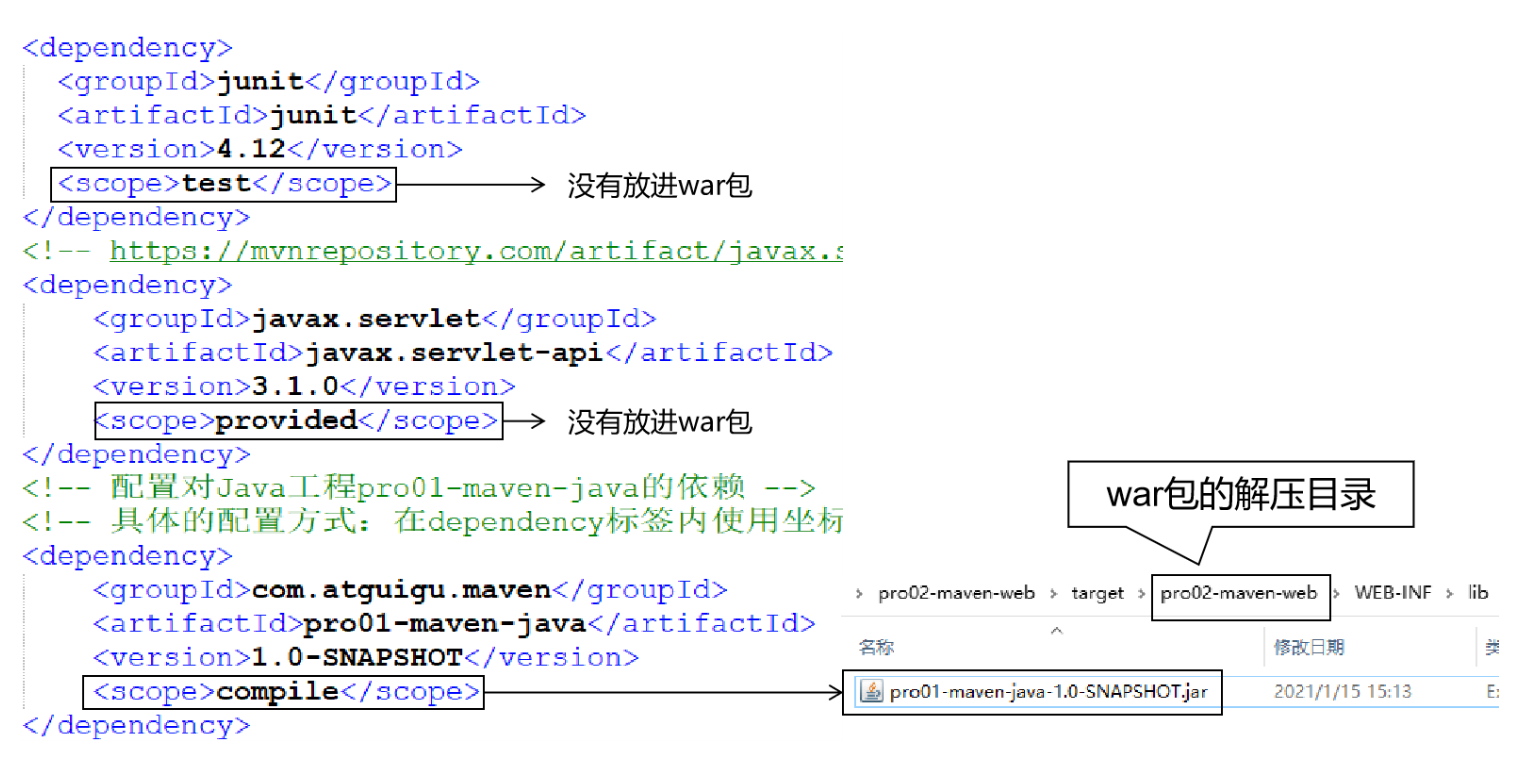 <dependency>
<groupId>junit</groupId>
<artifactId>junit</artifactId>
<version>4.12</version>
<scope>test</scope>
没有放进war包
</dependency>
<!-- https://mvnrepository.com/artifact/javax.s
<dependency>
<groupId>javax.servlet</groupId>
<artifactId>javax.servlet-api</artifactId>
<version>3.1.0</version>
<scope>provided</scope>
没有放进war包
</dependency>
<!-- 配置对Java工程pro01-maven-java的依赖 -->
<!-- 具体的配置方式：在dependency标签内使用坐标
<dependency>
<groupId>com.atguigu.maven</groupId>
<artifactId>pro01-maven-java</artifactId>
<version>1.0-SNAPSHOT</version>
<scope>compile</scope>
</dependency>
war包的解压目录
› pro02-maven-web › target › pro02-maven-web › WEB-INF › lib
名称 修改日期 类
pro01-maven-java-1.0-SNAPSHOT.jar 2021/1/15 15:13 E